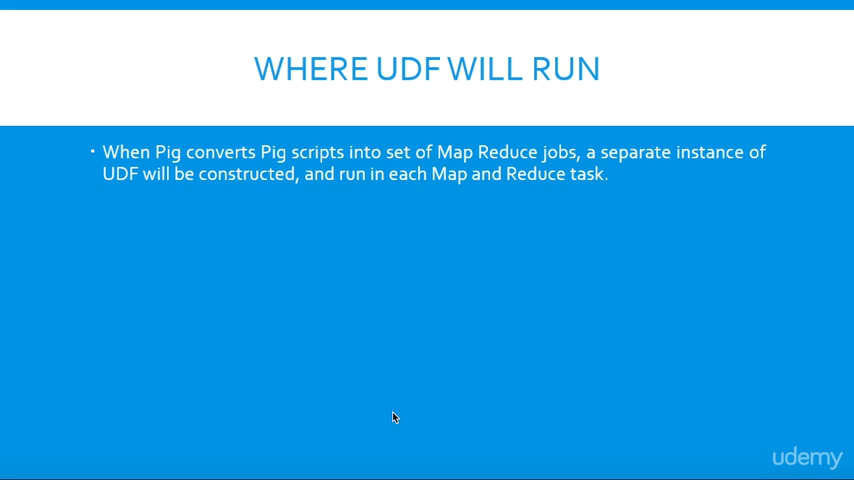 WHERE UDF WILL RUN
• When Pig converts Pig scripts into set of Map Reduce jobs, a separate instance of
UDF will be constructed, and run in each Map and Reduce task.
udemy